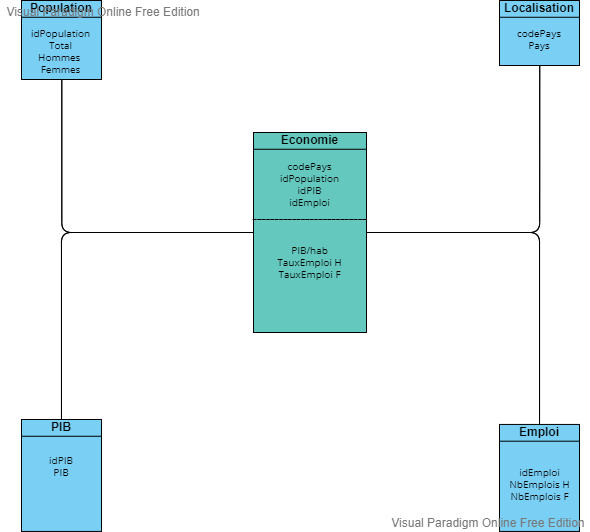 Visual Paradigm Online Free Edition
Population
idPopulation
Total
Hommes
Femmes
Localisation
codePays
Pays
Economie
codePays
idPopulation
idPIB
idEmploi
PIB/hab
TauxEmploi H
TauxEmploi F
PIB
idPIB
PIB
Emploi
idEmploi
NbEmplois H
NbEmplois F
Visual Paradigm Online Free Edition